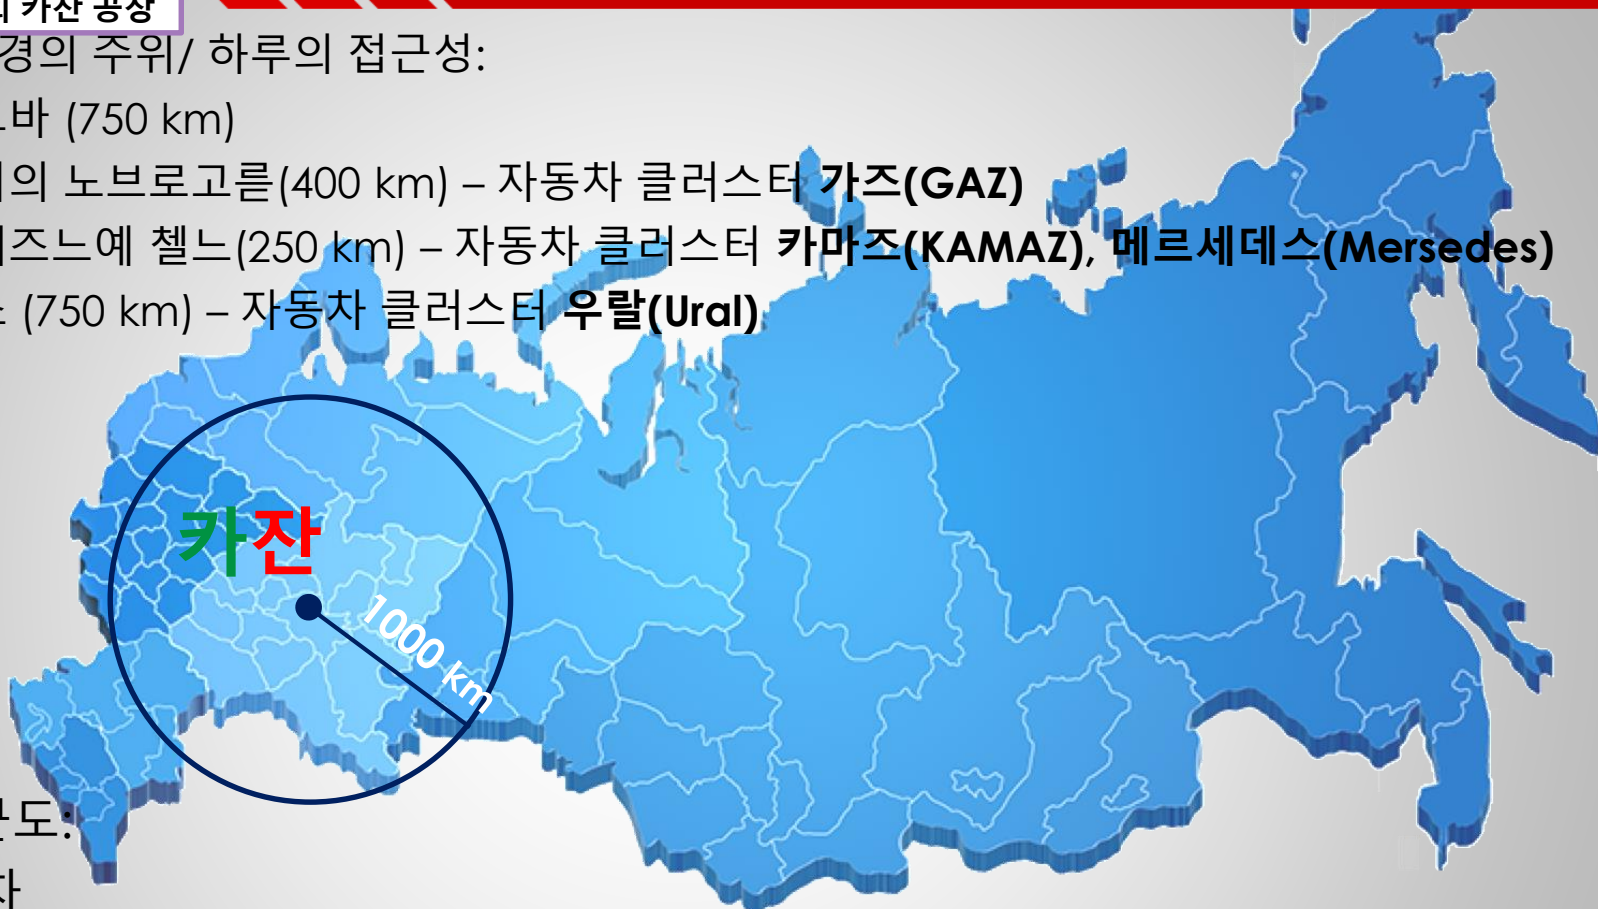 카잔 공장
경의 주위/ 하루의 접근성:
바 (750 km)
의 노브로고릍(400 km) – 자동차 클러스터 가즈(GAZ)
즈느예 첼느(250 km) – 자동차 클러스터 카마즈(KAMAZ), 메르세데스(Mersedes)
(750 km) – 자동차 클러스터 우랄(Ural)
카잔
1000 km
도: